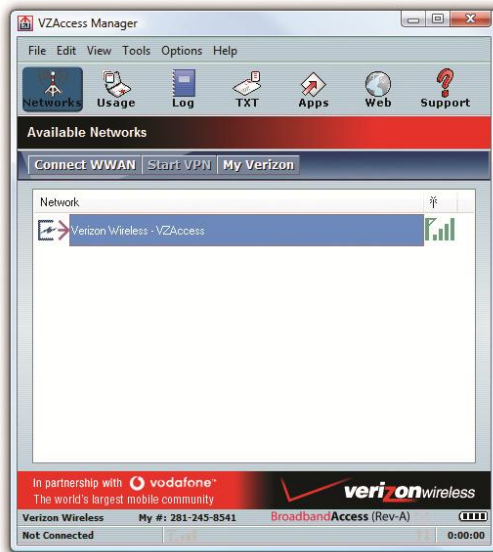 VZAccess Manager
File Edit View Tools Options Help
Networks Usage Log TXT Apps Web Support
Available Networks
Connect WWAN Start VPN My Verizon
Network
Verizon Wireless - VZAccess
In partnership with vodafone™
The world's largest mobile community
verizonwireless
Verizon Wireless My #: 281-245-8541 BroadbandAccess (Rev-A)
Not Connected 0:00:00